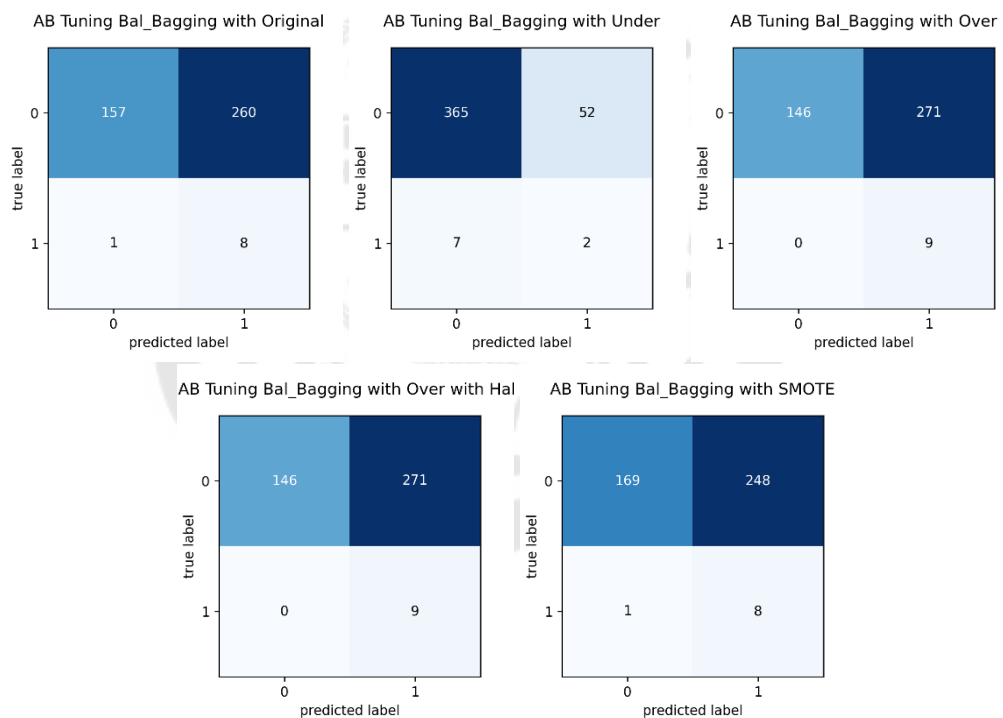 AB Tuning Bal_Bagging with Original
0
157
260
true label
1
1
8
0
1
predicted label
AB Tuning Bal_Bagging with Under
0
365
52
true label
1
7
2
0
1
predicted label
AB Tuning Bal_Bagging with Over
0
146
271
true label
1
0
9
0
1
predicted label
AB Tuning Bal_Bagging with Over with Hal
0
146
271
true label
1
0
9
0
1
predicted label
AB Tuning Bal_Bagging with SMOTE
0
169
248
true label
1
1
8
0
1
predicted label